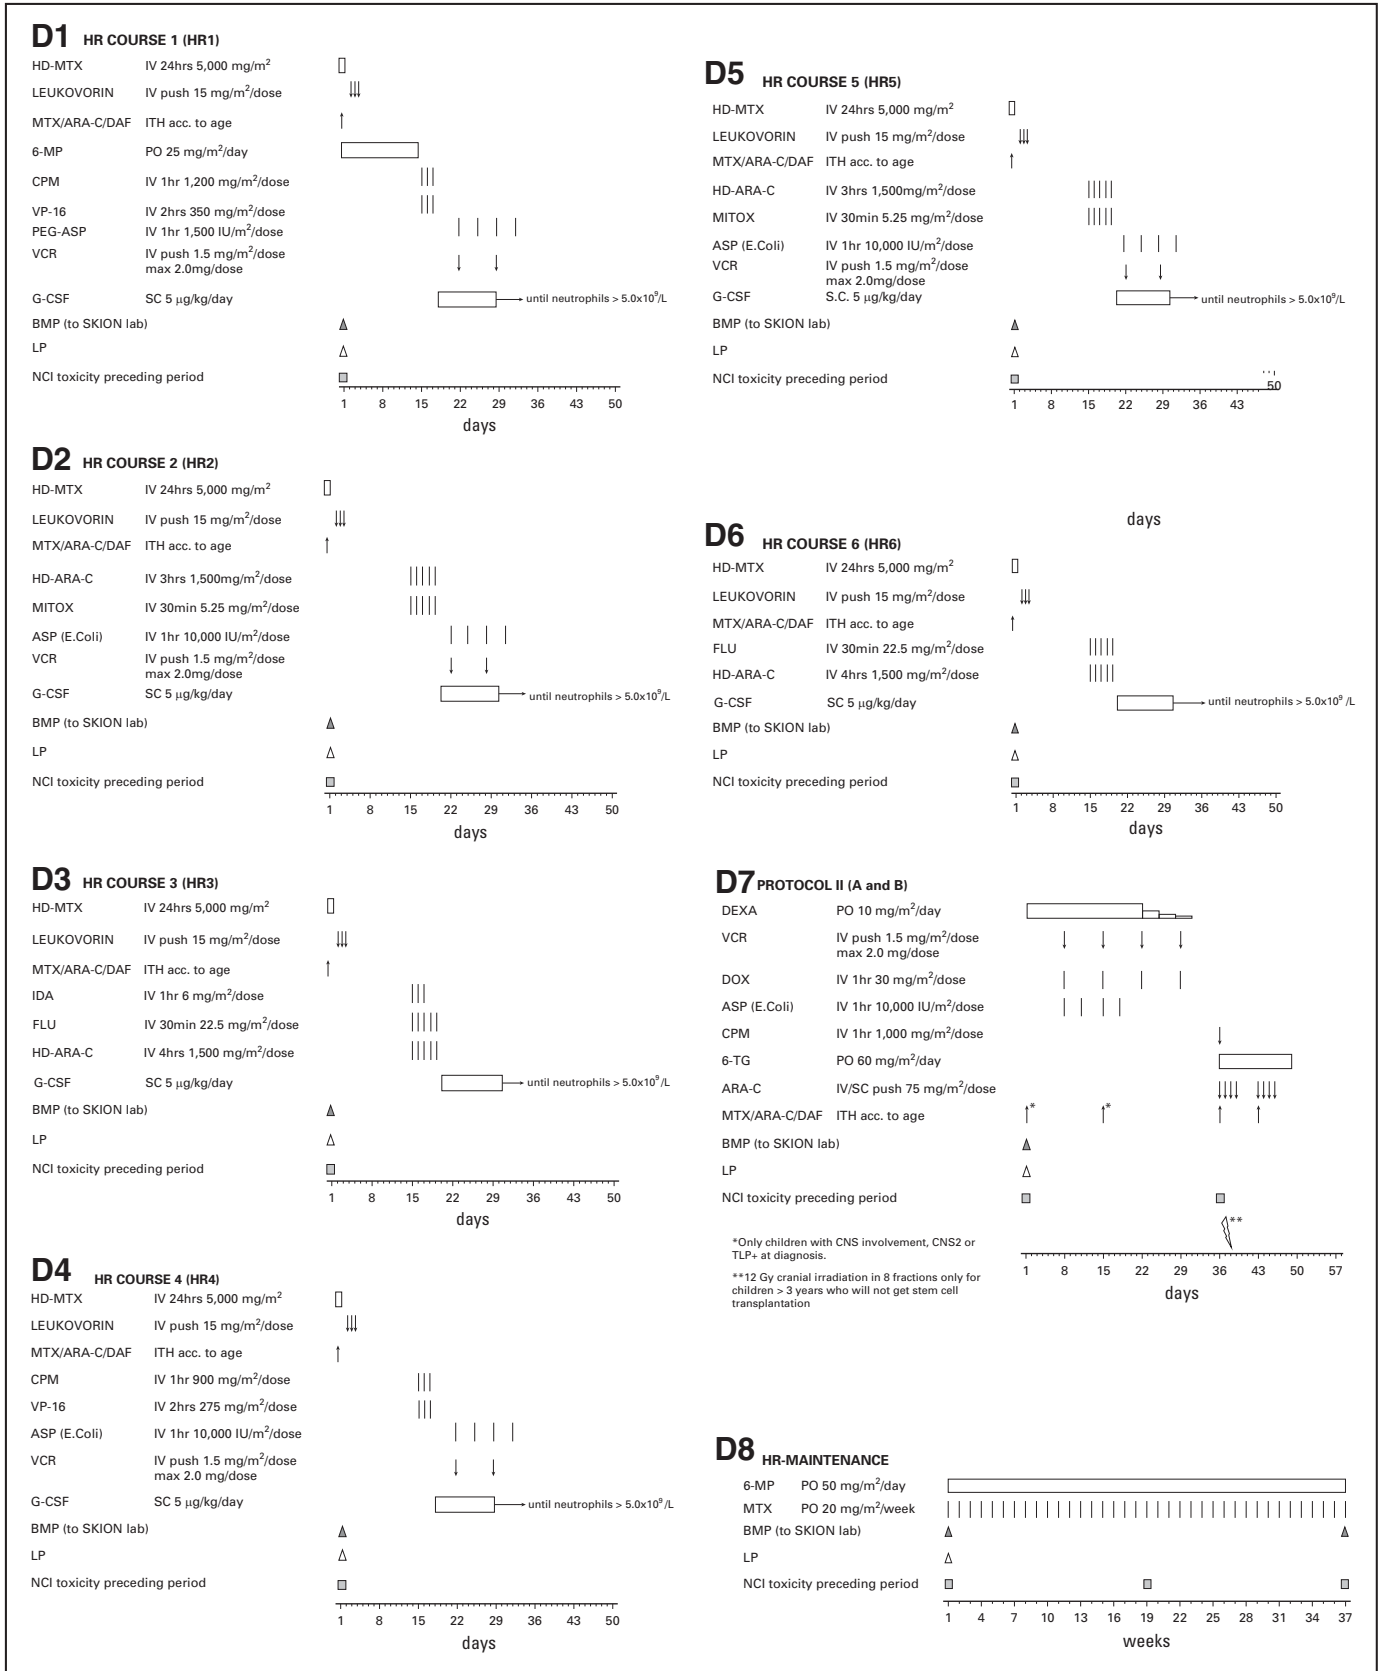 D1 HR COURSE 1 (HR1)
HD-MTX IV 24hrs 5,000 mg/m²
LEUKOVORIN IV push 15 mg/m²/dose
MTX/ARA-C/DAF ITH acc. to age
6-MP PO 25 mg/m²/day
CPM IV 1hr 1,200 mg/m²/dose
VP-16 IV 2hrs 350 mg/m²/dose
PEG-ASP IV 1hr 1,500 IU/m²/dose
VCR IV push 1.5 mg/m²/dose
max 2.0mg/dose
G-CSF SC 5 µg/kg/day until neutrophils > 5.0x10⁹/L
BMP (to SKION lab)
LP
NCI toxicity preceding period
1 8 15 22 29 36 43 50
days
D2 HR COURSE 2 (HR2)
HD-MTX IV 24hrs 5,000 mg/m²
LEUKOVORIN IV push 15 mg/m²/dose
MTX/ARA-C/DAF ITH acc. to age
HD-ARA-C IV 3hrs 1,500mg/m²/dose
MITOX IV 30min 5.25 mg/m²/dose
ASP (E.Coli) IV 1hr 10,000 IU/m²/dose
VCR IV push 1.5 mg/m²/dose
max 2.0mg/dose
G-CSF SC 5 µg/kg/day until neutrophils > 5.0x10⁹/L
BMP (to SKION lab)
LP
NCI toxicity preceding period
1 8 15 22 29 36 43 50
days
D3 HR COURSE 3 (HR3)
HD-MTX IV 24hrs 5,000 mg/m²
LEUKOVORIN IV push 15 mg/m²/dose
MTX/ARA-C/DAF ITH acc. to age
IDA IV 1hr 6 mg/m²/dose
FLU IV 30min 22.5 mg/m²/dose
HD-ARA-C IV 4hrs 1,500 mg/m²/dose
G-CSF SC 5 µg/kg/day until neutrophils > 5.0x10⁹/L
BMP (to SKION lab)
LP
NCI toxicity preceding period
1 8 15 22 29 36 43 50
days
D4 HR COURSE 4 (HR4)
HD-MTX IV 24hrs 5,000 mg/m²
LEUKOVORIN IV push 15 mg/m²/dose
MTX/ARA-C/DAF ITH acc. to age
CPM IV 1hr 900 mg/m²/dose
VP-16 IV 2hrs 275 mg/m²/dose
ASP (E.Coli) IV 1hr 10,000 IU/m²/dose
VCR IV push 1.5 mg/m²/dose
max 2.0 mg/dose
G-CSF SC 5 µg/kg/day until neutrophils > 5.0x10⁹/L
BMP (to SKION lab)
LP
NCI toxicity preceding period
1 8 15 22 29 36 43 50
days
D5 HR COURSE 5 (HR5)
HD-MTX IV 24hrs 5,000 mg/m²
LEUKOVORIN IV push 15 mg/m²/dose
MTX/ARA-C/DAF ITH acc. to age
HD-ARA-C IV 3hrs 1,500mg/m²/dose
MITOX IV 30min 5.25 mg/m²/dose
ASP (E.Coli) IV 1hr 10,000 IU/m²/dose
VCR IV push 1.5 mg/m²/dose
max 2.0mg/dose
G-CSF S.C. 5 µg/kg/day until neutrophils > 5.0x10⁹/L
BMP (to SKION lab)
LP
NCI toxicity preceding period
1 8 15 22 29 36 43 50
days
D6 HR COURSE 6 (HR6)
HD-MTX IV 24hrs 5,000 mg/m²
LEUKOVORIN IV push 15 mg/m²/dose
MTX/ARA-C/DAF ITH acc. to age
FLU IV 30min 22.5 mg/m²/dose
HD-ARA-C IV 4hrs 1,500 mg/m²/dose
G-CSF SC 5 µg/kg/day until neutrophils > 5.0x10⁹ /L
BMP (to SKION lab)
LP
NCI toxicity preceding period
1 8 15 22 29 36 43 50
days
D7 PROTOCOL II (A and B)
DEXA PO 10 mg/m²/day
VCR IV push 1.5 mg/m²/dose
max 2.0 mg/dose
DOX IV 1hr 30 mg/m²/dose
ASP (E.Coli) IV 1hr 10,000 IU/m²/dose
CPM IV 1hr 1,000 mg/m²/dose
6-TG PO 60 mg/m²/day
ARA-C IV/SC push 75 mg/m²/dose
MTX/ARA-C/DAF ITH acc. to age * *
BMP (to SKION lab)
LP
NCI toxicity preceding period
**
*Only children with CNS involvement, CNS2 or
TLP+ at diagnosis.
**12 Gy cranial irradiation in 8 fractions only for
children > 3 years who will not get stem cell
transplantation
1 8 15 22 29 36 43 50 57
days
D8 HR-MAINTENANCE
6-MP PO 50 mg/m²/day
MTX PO 20 mg/m²/week
BMP (to SKION lab)
LP
NCI toxicity preceding period
1 4 7 10 13 16 19 22 25 28 31 34 37
weeks